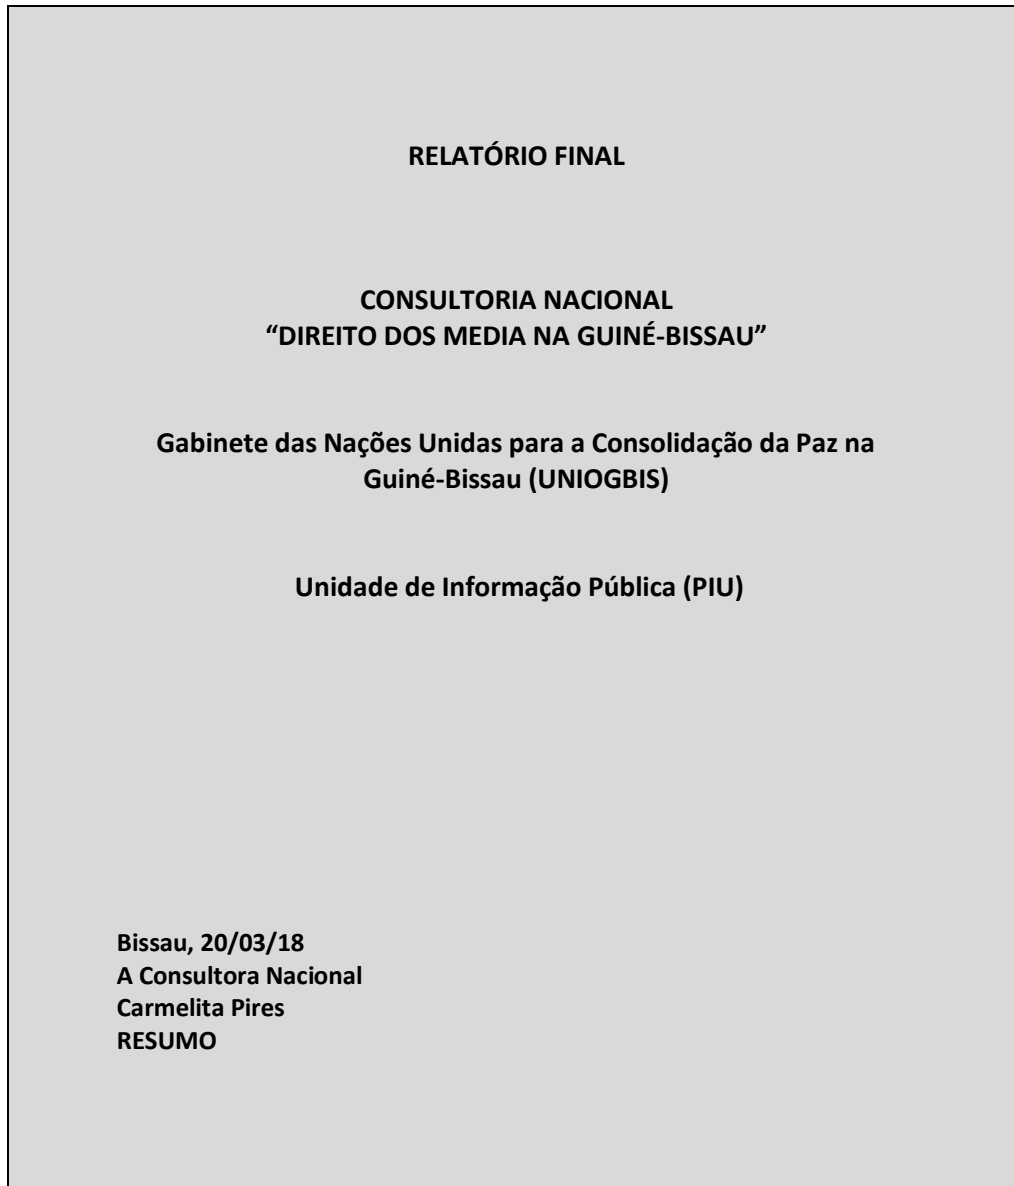 RELATÓRIO FINAL
CONSULTORIA NACIONAL
“DIREITO DOS MEDIA NA GUINÉ-BISSAU”
Gabinete das Nações Unidas para a Consolidação da Paz na
Guiné-Bissau (UNIOGBIS)
Unidade de Informação Pública (PIU)
Bissau, 20/03/18
A Consultora Nacional
Carmelita Pires
RESUMO